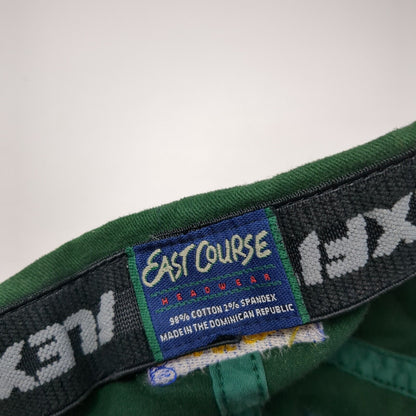 EAST COURSE
HEADWEAR
98% COTTON 2% SPANDEX
MADE IN THE DOMINICAN REPUBLIC